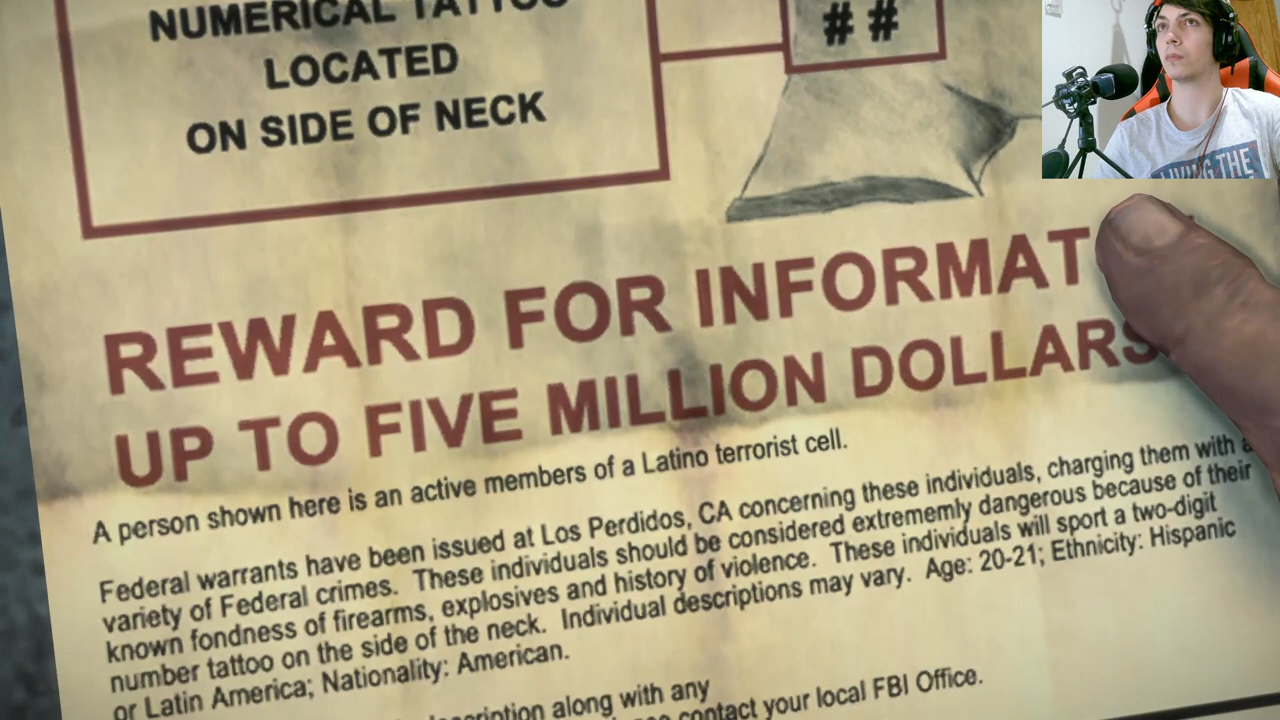 NUMERICAL TATTOO
LOCATED
ON SIDE OF NECK
# #
REWARD FOR INFORMAT
UP TO FIVE MILLION DOLLARS
A person shown here is an active members of a Latino terrorist cell.
Federal warrants have been issued at Los Perdidos, CA concerning these individuals, charging them with a
variety of Federal crimes. These individuals should be considered extrememly dangerous because of their
known fondness of firearms, explosives and history of violence. These individuals will sport a two-digit
number tattoo on the side of the neck. Individual descriptions may vary. Age: 20-21; Ethnicity: Hispanic
or Latin America; Nationality: American.
along with any
contact your local FBI Office.
LIVING THE